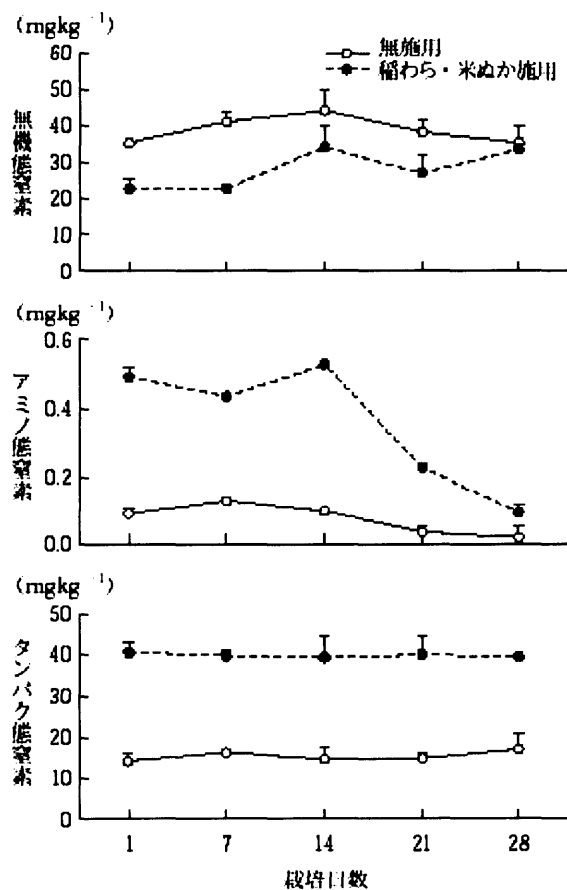 (mgkg⁻¹)
無施用
稲わら・米ぬか施用
無機態窒素
60
50
40
30
20
10
0
(mgkg⁻¹)
アミノ態窒素
0.6
0.4
0.2
0.0
(mgkg⁻¹)
タンパク態窒素
50
40
30
20
10
0
1 7 14 21 28
栽培日数